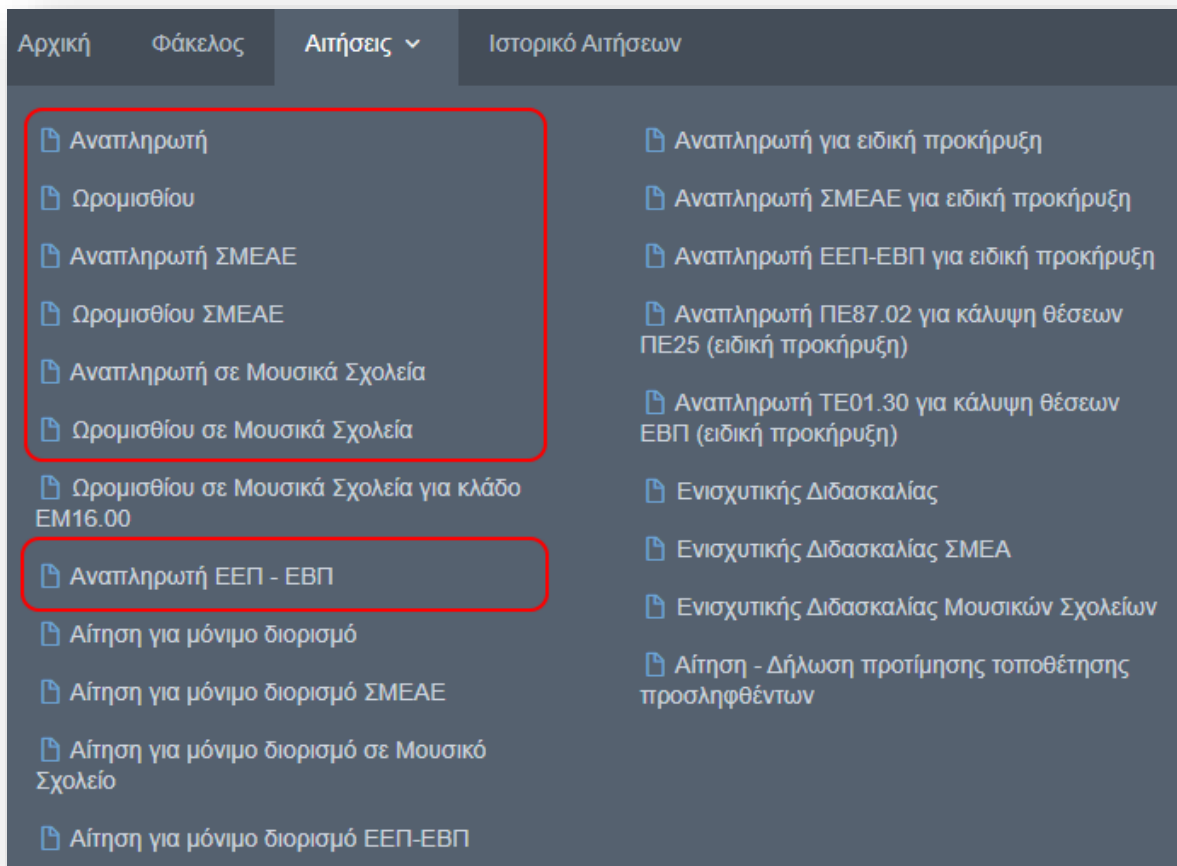 Αρχική Φάκελος Αιτήσεις Ιστορικό Αιτήσεων
Αναπληρωτή
Ωρομισθίου
Αναπληρωτή ΣΜΕΑΕ
Ωρομισθίου ΣΜΕΑΕ
Αναπληρωτή σε Μουσικά Σχολεία
Ωρομισθίου σε Μουσικά Σχολεία
Ωρομισθίου σε Μουσικά Σχολεία για κλάδο
ΕΜ16.00
Αναπληρωτή ΕΕΠ - ΕΒΠ
Αίτηση για μόνιμο διορισμό
Αίτηση για μόνιμο διορισμό ΣΜΕΑΕ
Αίτηση για μόνιμο διορισμό σε Μουσικό
Σχολείο
Αίτηση για μόνιμο διορισμό ΕΕΠ-ΕΒΠ
Αναπληρωτή για ειδική προκήρυξη
Αναπληρωτή ΣΜΕΑΕ για ειδική προκήρυξη
Αναπληρωτή ΕΕΠ-ΕΒΠ για ειδική προκήρυξη
Αναπληρωτή ΠΕ87.02 για κάλυψη θέσεων
ΠΕ25 (ειδική προκήρυξη)
Αναπληρωτή ΤΕ01.30 για κάλυψη θέσεων
ΕΒΠ (ειδική προκήρυξη)
Ενισχυτικής Διδασκαλίας
Ενισχυτικής Διδασκαλίας ΣΜΕΑ
Ενισχυτικής Διδασκαλίας Μουσικών Σχολείων
Αίτηση - Δήλωση προτίμησης τοποθέτησης
προσληφθέντων